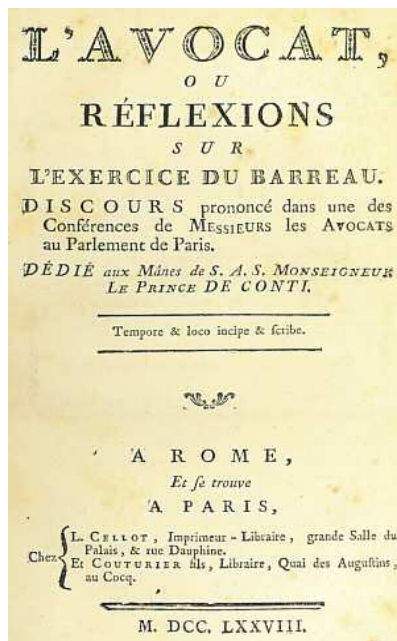 L'AVOCAT,
OU
RÉFLEXIONS
SUR
L'EXERCICE DU BARREAU.
DISCOURS prononcé dans une des
Conférences de MESSIEURS les AVOCATS
au Parlement de Paris.
DÉDIÉ aux Mânes de S. A. S. MONSEIGNEUR
LE PRINCE DE CONTI.
Tempore & loco incipe & ſcribe.
A ROME,
Et ſe trouve
A PARIS,
L. CELLOT, Imprimeur-Libraire, grande Salle du
Palais, & rue Dauphine.
Chez
Et COUTURIER fils, Libraire, Quai des Auguſtins,
au Cocq.
M. DCC. LXXVIII.